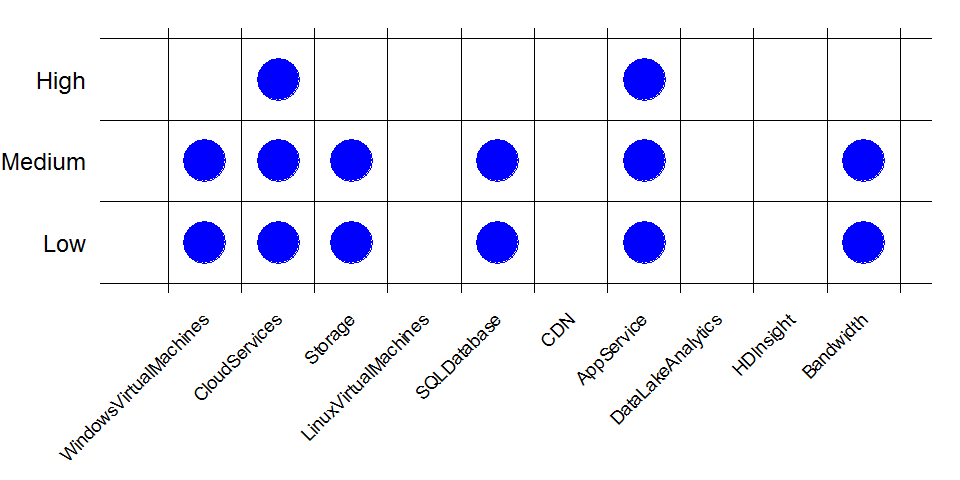 High
Medium
Low
WindowsVirtualMachines
CloudServices
Storage
LinuxVirtualMachines
SQLDatabase
CDN
AppService
DataLakeAnalytics
HDInsight
Bandwidth